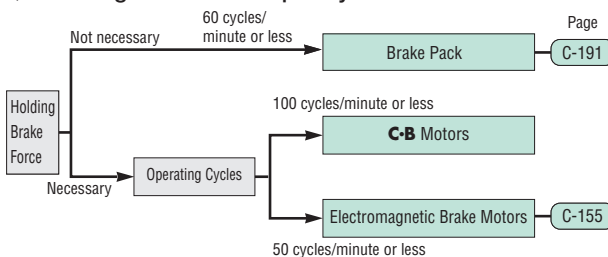 60 cycles/
minute or less
Page
Not necessary
Brake Pack
C-191
Holding
Brake
Force
100 cycles/minute or less
C·B Motors
Necessary
Operating Cycles
Electromagnetic Brake Motors
C-155
50 cycles/minute or less